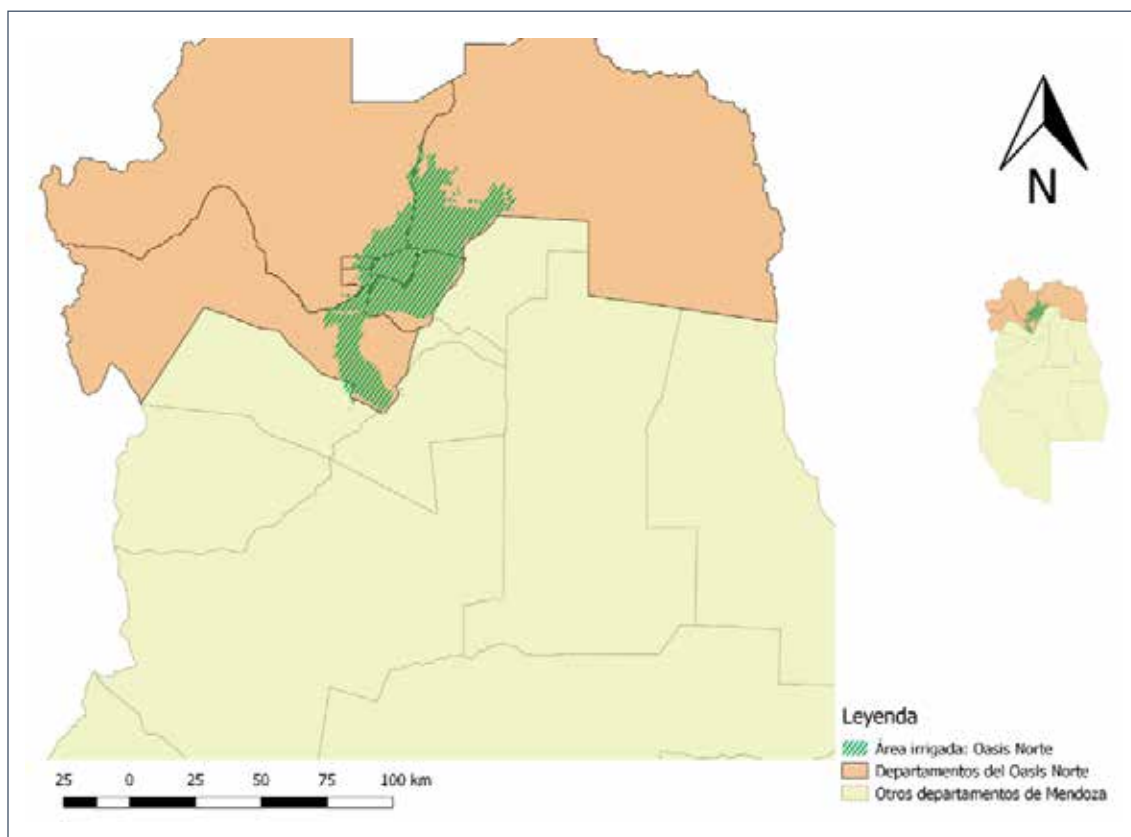 N
Leyenda
Área irrigada: Oasis Norte
Departamentos del Oasis Norte
Otros departamentos de Mendoza
25 0 25 50 75 100 km